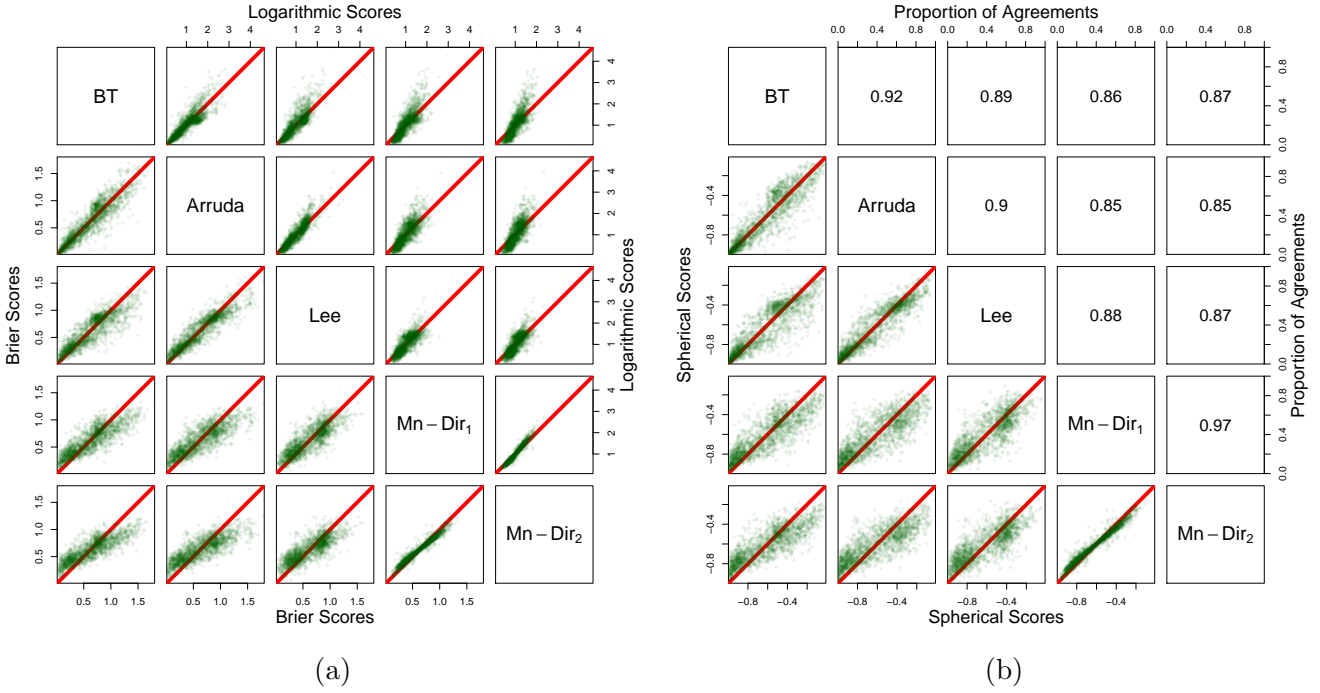 Logarithmic Scores
1 2 3 4 1 2 3 4 1 2 3 4 1 2 3 4
BT
1 2 3 4
0.5 1.0 1.5
Arruda
1 2 3 4
0.5 1.0 1.5
Lee
1 2 3 4
0.5 1.0 1.5
Mn − Dir1
1 2 3 4
0.5 1.0 1.5
Mn − Dir2
0.5 1.0 1.5 0.5 1.0 1.5 0.5 1.0 1.5 0.5 1.0 1.5
Brier Scores
Brier Scores
Logarithmic Scores
(a)
Proportion of Agreements
0.0 0.4 0.8 0.0 0.4 0.8 0.0 0.4 0.8 0.0 0.4 0.8
BT 0.92 0.89 0.86 0.87
0.0 0.4 0.8
−0.8 −0.4
Arruda 0.9 0.85 0.85
0.0 0.4 0.8
−0.8 −0.4
Lee 0.88 0.87
0.0 0.4 0.8
−0.8 −0.4
Mn − Dir1 0.97
0.0 0.4 0.8
−0.8 −0.4
Mn − Dir2
−0.8 −0.4 −0.8 −0.4 −0.8 −0.4 −0.8 −0.4
Spherical Scores
Spherical Scores
Proportion of Agreements
(b)